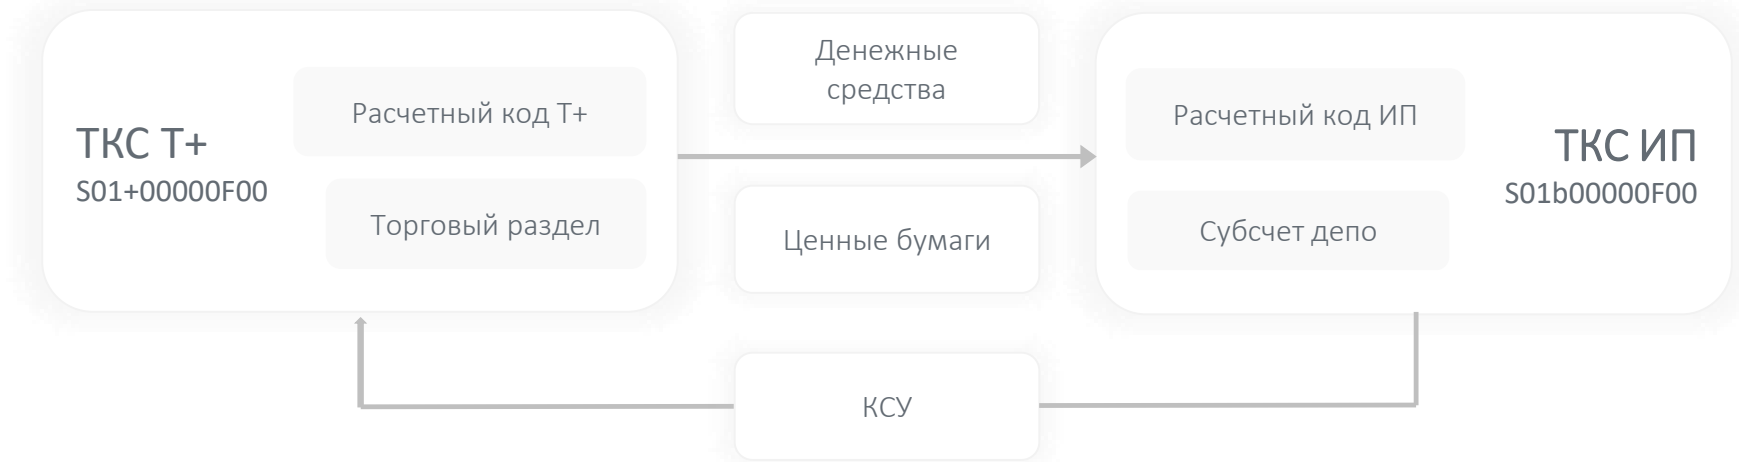 ТКС Т+
S01+00000F00
Расчетный код Т+
Торговый раздел
Денежные
средства
Ценные бумаги
КСУ
Расчетный код ИП
Субсчет депо
ТКС ИП
S01b00000F00